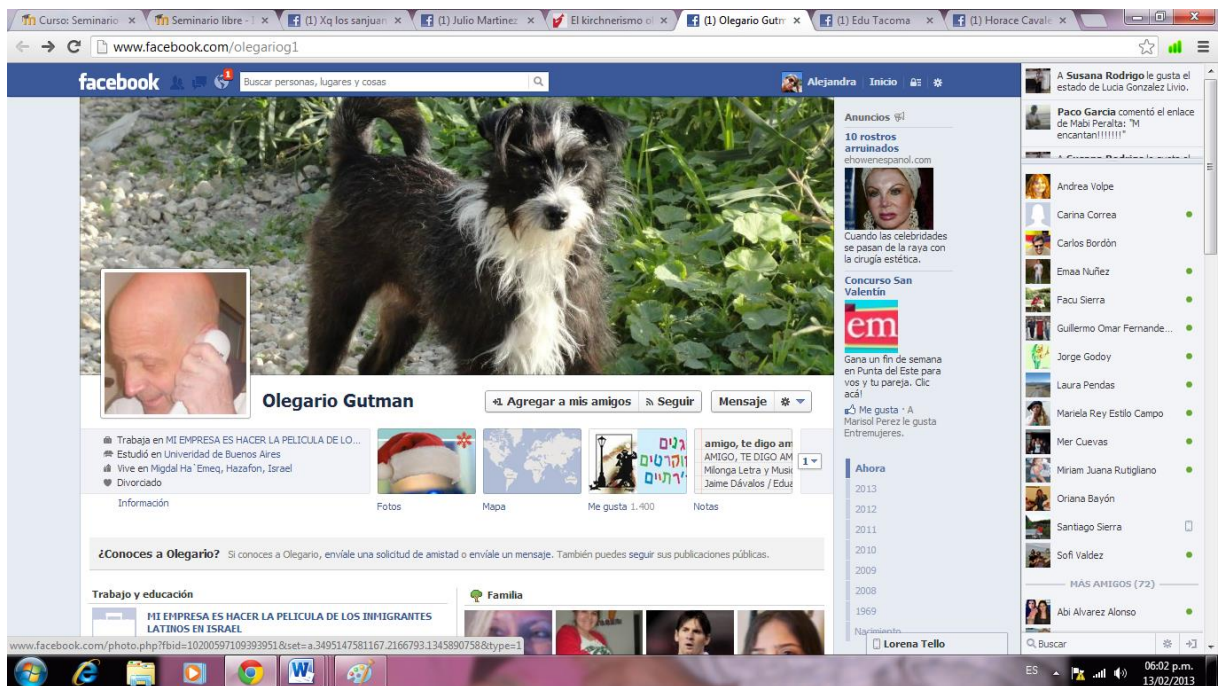 Curso: Seminario
Seminario libre - I
(1) Xq los sanjuan
(1) Julio Martinez
El kirchnerismo ol
(1) Olegario Gutm
(1) Edu Tacoma
(1) Horace Cavale
www.facebook.com/olegariog1
facebook
1
Buscar personas, lugares y cosas
Alejandra
Inicio
Olegario Gutman
+1 Agregar a mis amigos
Seguir
Mensaje
Trabaja en MI EMPRESA ES HACER LA PELICULA DE LO...
Estudió en Univeridad de Buenos Aires
Vive en Migdal Ha`Emeq, Hazafon, Israel
Divorciado
Información
Fotos
Mapa
Me gusta 1.400
amigo, te digo am
AMIGO, TE DIGO AM
Milonga Letra y Music
Jaime Dávalos / Edua
Notas
1
¿Conoces a Olegario? Si conoces a Olegario, envíale una solicitud de amistad o envíale un mensaje. También puedes seguir sus publicaciones públicas.
Trabajo y educación
MI EMPRESA ES HACER LA PELICULA DE LOS INMIGRANTES
LATINOS EN ISRAEL
Familia
Anuncios
10 rostros
arruinados
ehowenespanol.com
Cuando las celebridades
se pasan de la raya con
la cirugía estética.
Concurso San
Valentín
em
Gana un fin de semana
en Punta del Este para
vos y tu pareja. Clic
acá!
Me gusta · A
Marisol Perez le gusta
Entremujeres.
Ahora
2013
2012
2011
2010
2009
2008
1969
Nacimiento
Lorena Tello
A Susana Rodrigo le gusta el
estado de Lucia Gonzalez Livio.
Paco Garcia comentó el enlace
de Mabi Peralta: "M
encantan!!!!!!!"
Andrea Volpe
Carina Correa
Carlos Bordòn
Emaa Nuñez
Facu Sierra
Guillermo Omar Fernande...
Jorge Godoy
Laura Pendas
Mariela Rey Estilo Campo
Mer Cuevas
Miriam Juana Rutigliano
Oriana Bayón
Santiago Sierra
Sofi Valdez
MÁS AMIGOS (72)
Abi Alvarez Alonso
Buscar
www.facebook.com/photo.php?fbid=10200597109393951&set=a.3495147581167.2166793.1345890758&type=1
ES
06:02 p.m.
13/02/2013